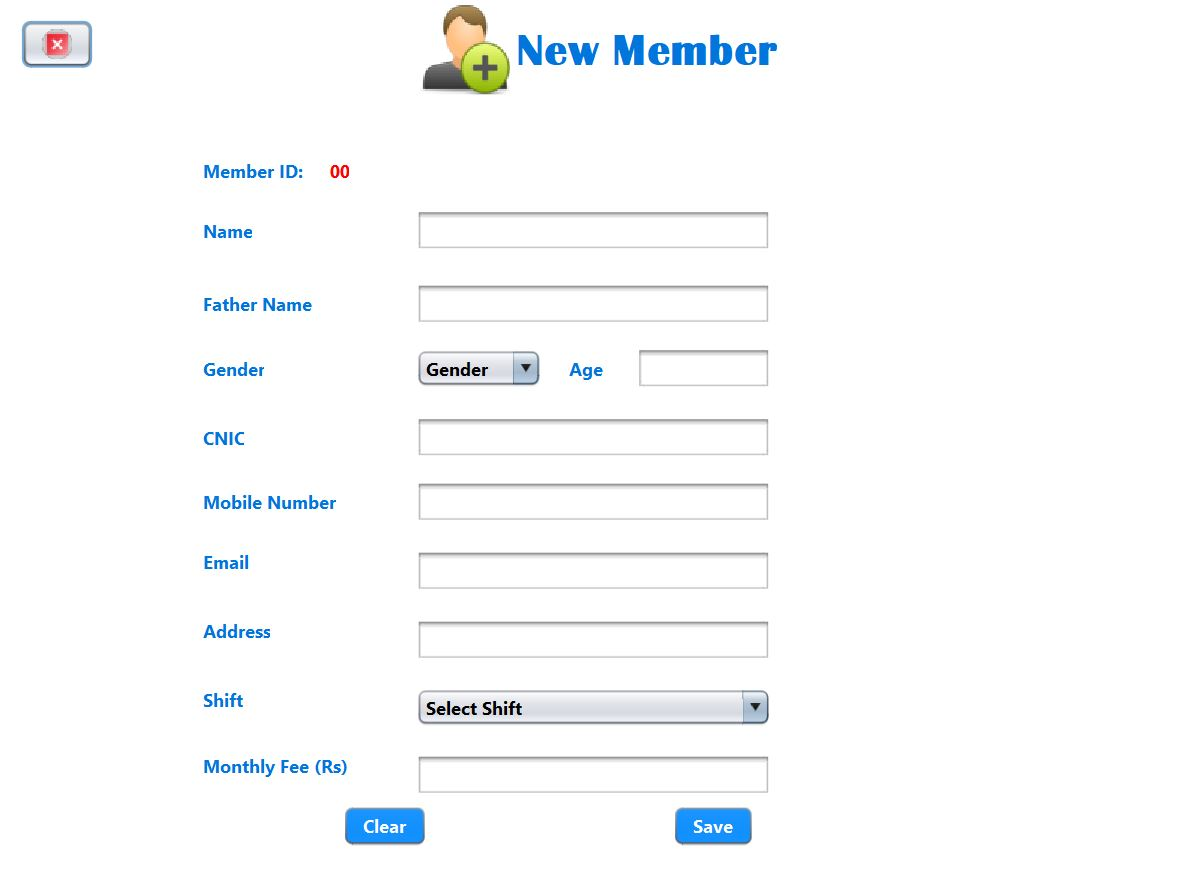 New Member
Member ID: 00
Name
Father Name
Gender Gender Age
CNIC
Mobile Number
Email
Address
Shift Select Shift
Monthly Fee (Rs)
Clear Save